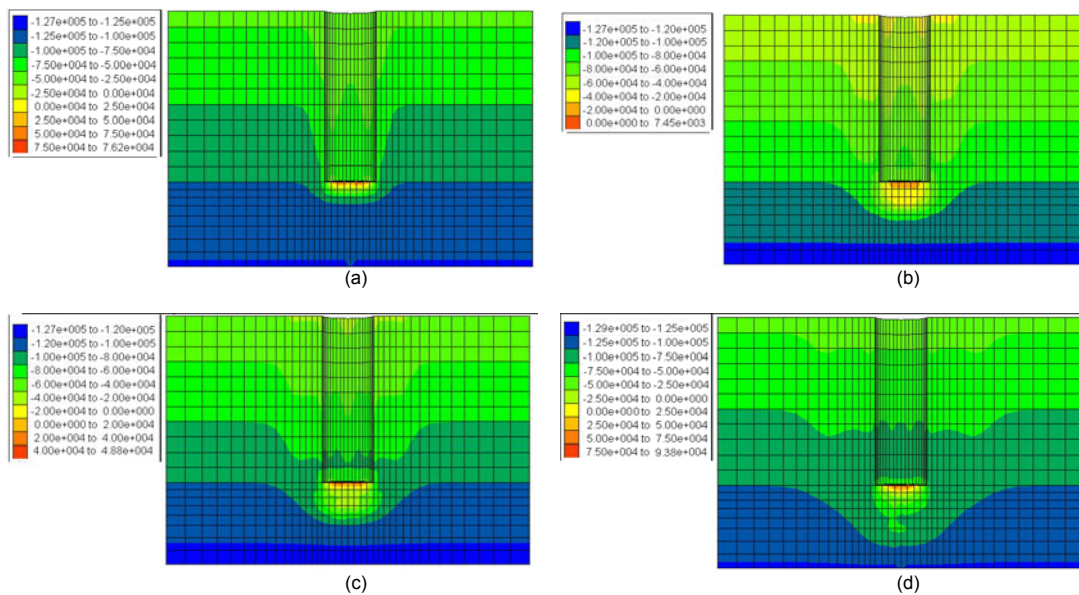 -1.27e+005 to -1.25e+005
-1.25e+005 to -1.00e+005
-1.00e+005 to -7.50e+004
-7.50e+004 to -5.00e+004
-5.00e+004 to -2.50e+004
-2.50e+004 to 0.00e+004
0.00e+004 to 2.50e+004
2.50e+004 to 5.00e+004
5.00e+004 to 7.50e+004
7.50e+004 to 7.62e+004
(a)
-1.27e+005 to -1.20e+005
-1.20e+005 to -1.00e+005
-1.00e+005 to -8.00e+004
-8.00e+004 to -6.00e+004
-6.00e+004 to -4.00e+004
-4.00e+004 to -2.00e+004
-2.00e+004 to 0.00e+000
0.00e+000 to 7.45e+003
(b)
-1.27e+005 to -1.20e+005
-1.20e+005 to -1.00e+005
-1.00e+005 to -8.00e+004
-8.00e+004 to -6.00e+004
-6.00e+004 to -4.00e+004
-4.00e+004 to -2.00e+004
-2.00e+004 to 0.00e+000
0.00e+000 to 2.00e+004
2.00e+004 to 4.00e+004
4.00e+004 to 4.88e+004
(c)
-1.29e+005 to -1.25e+005
-1.25e+005 to -1.00e+005
-1.00e+005 to -7.50e+004
-7.50e+004 to -5.00e+004
-5.00e+004 to -2.50e+004
-2.50e+004 to 0.00e+000
0.00e+000 to 2.50e+004
2.50e+004 to 5.00e+004
5.00e+004 to 7.50e+004
7.50e+004 to 9.38e+004
(d)